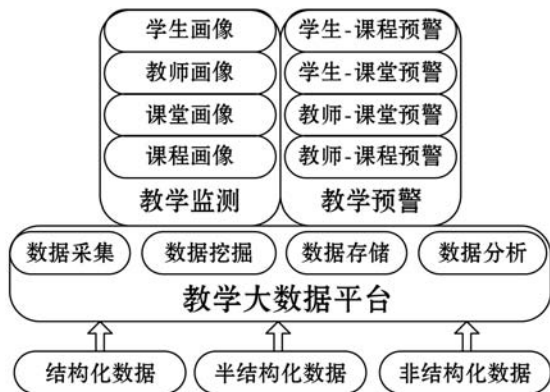 学生画像
教师画像
课堂画像
课程画像
教学监测
学生-课程预警
学生-课堂预警
教师-课堂预警
教师-课程预警
教学预警
数据采集 数据挖掘 数据存储 数据分析
教学大数据平台
结构化数据 半结构化数据 非结构化数据